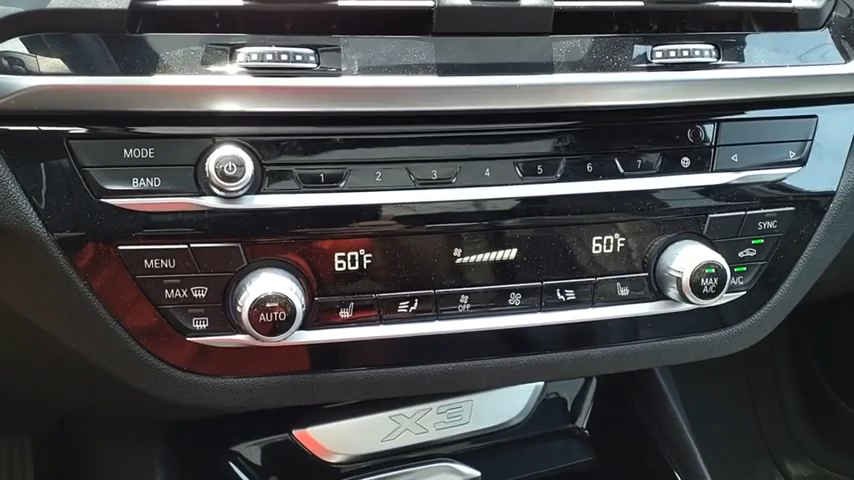 MODE
BAND
1 2 3 4 5 6 7
MENU
60°F
60°F
SYNC
MAX
AUTO
OFF
MAX
A/C
A/C
X3